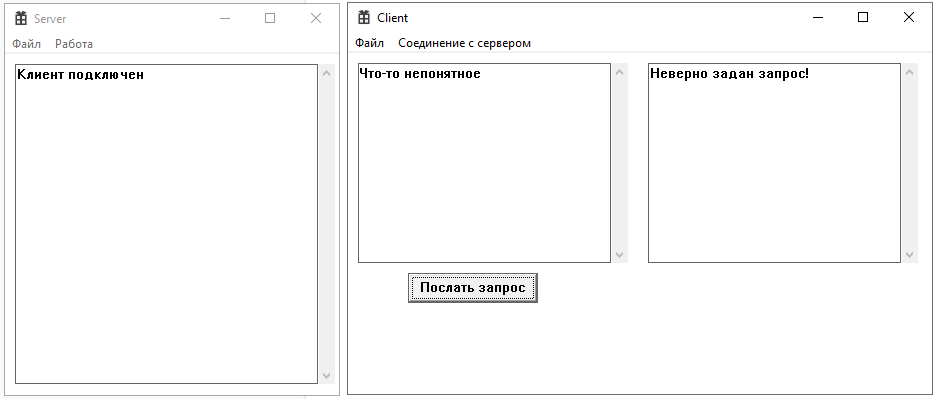 Server
Файл Работа
Клиент подключен
Client
Файл Соединение с сервером
Что-то непонятное
Неверно задан запрос!
Послать запрос